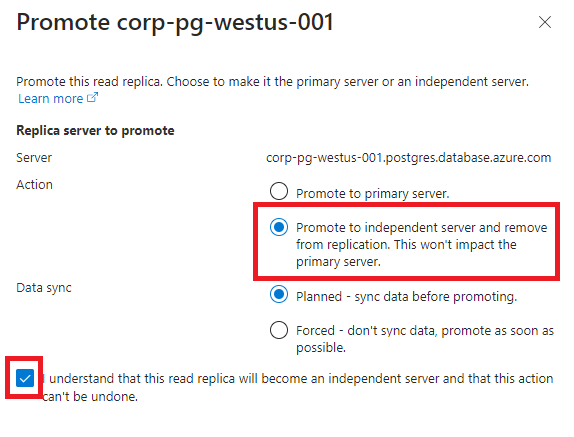 Promote corp-pg-westus-001
Promote this read replica. Choose to make it the primary server or an independent server.
Learn more
Replica server to promote
Server corp-pg-westus-001.postgres.database.azure.com
Action
Promote to primary server.
Promote to independent server and remove
from replication. This won't impact the
primary server.
Data sync
Planned - sync data before promoting.
Forced - don't sync data, promote as soon as
possible.
I understand that this read replica will become an independent server and that this action
can't be undone.